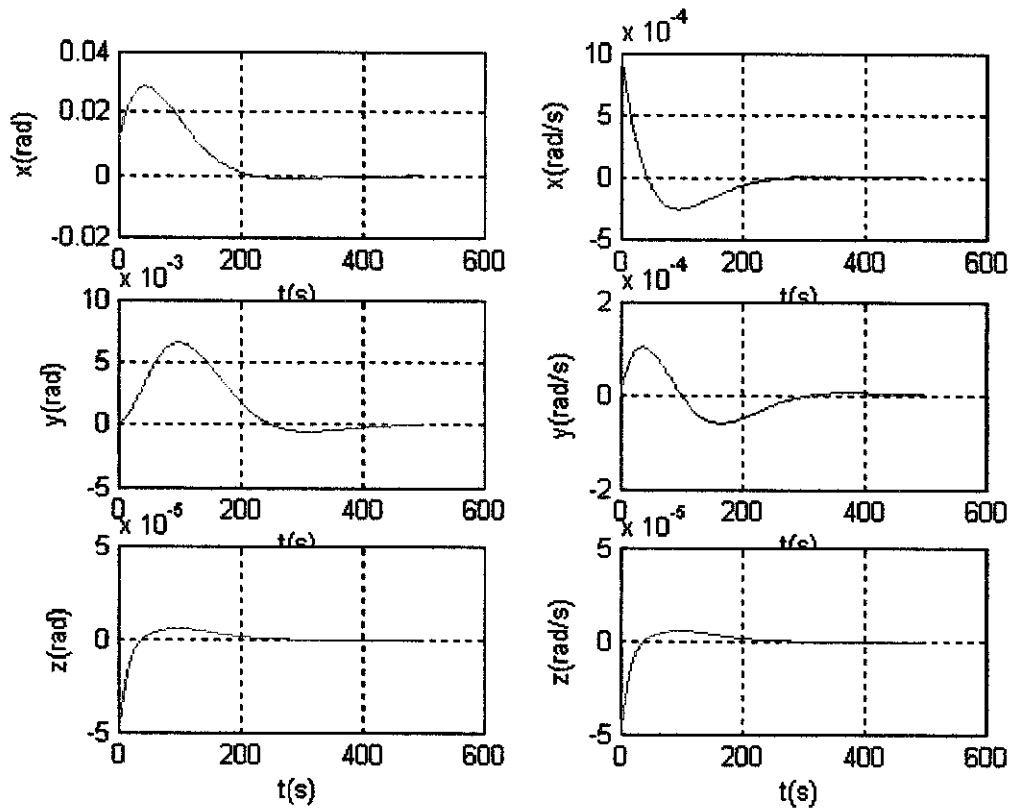 0.04
0.02
0
-0.02
x(rad)
0 200 400 600
t(s)
x 10⁻⁴
10
5
0
-5
x(rad/s)
0 200 400 600
t(s)
x 10⁻³
10
5
0
-5
y(rad)
0 200 400 600
t(s)
x 10⁻⁴
2
0
-2
y(rad/s)
0 200 400 600
t(s)
x 10⁻⁵
5
0
-5
z(rad)
0 200 400 600
t(s)
x 10⁻⁵
5
0
-5
z(rad/s)
0 200 400 600
t(s)